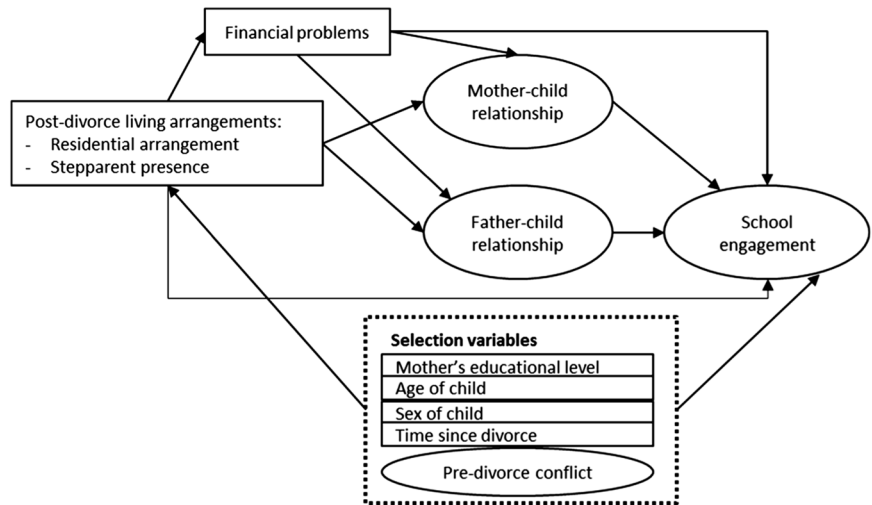 Financial problems
Post-divorce living arrangements:
- Residential arrangement
- Stepparent presence
Mother-child
relationship
Father-child
relationship
School
engagement
Selection variables
Mother's educational level
Age of child
Sex of child
Time since divorce
Pre-divorce conflict